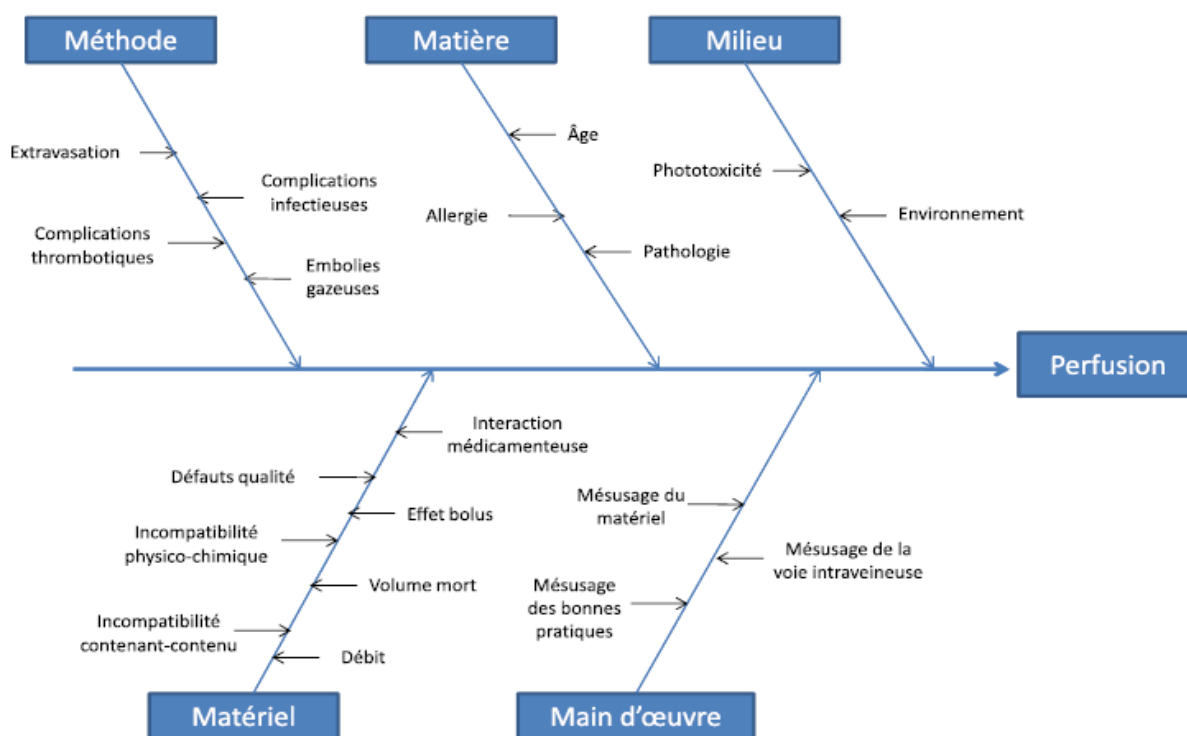 Méthode
Matière
Milieu
Extravasation
Complications
infectieuses
Complications
thrombotiques
Embolies
gazeuses
Âge
Allergie
Pathologie
Phototoxicité
Environnement
Perfusion
Interaction
médicamenteuse
Défauts qualité
Effet bolus
Incompatibilité
physico-chimique
Volume mort
Incompatibilité
contenant-contenu
Débit
Mésusage du
matériel
Mésusage de la
voie intraveineuse
Mésusage
des bonnes
pratiques
Matériel
Main d'œuvre